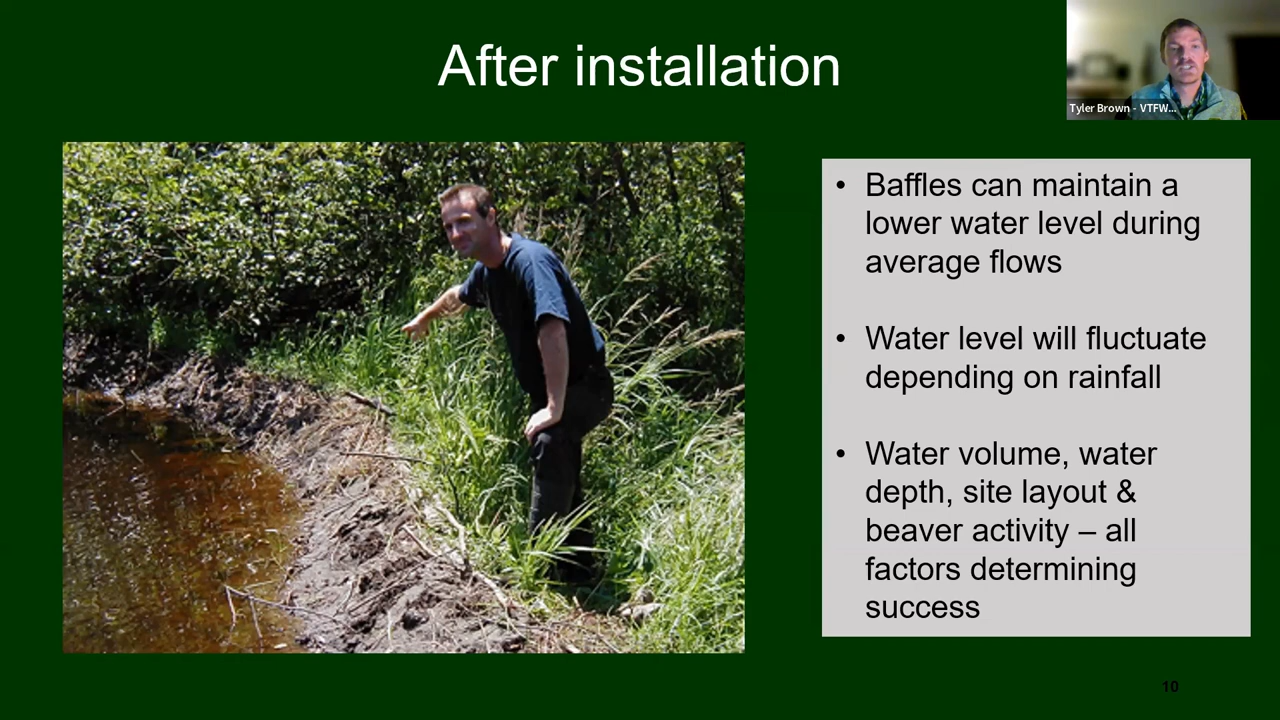 After installation
Tyler Brown - VTFW...
• Baffles can maintain a
lower water level during
average flows
• Water level will fluctuate
depending on rainfall
• Water volume, water
depth, site layout &
beaver activity – all
factors determining
success
10